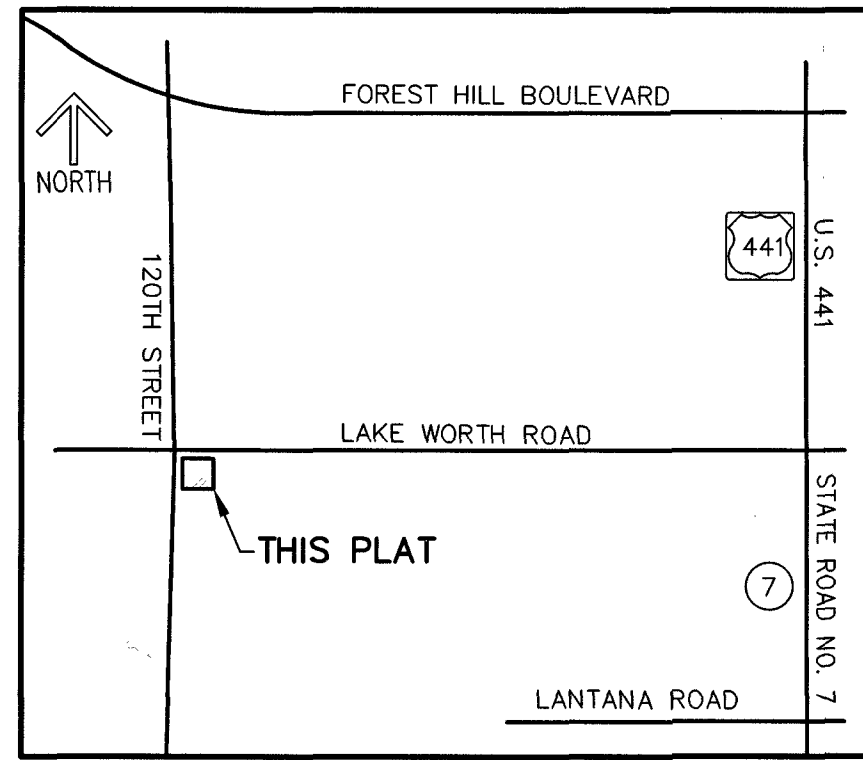 FOREST HILL BOULEVARD
NORTH
441
U.S. 441
120TH STREET
LAKE WORTH ROAD
THIS PLAT
STATE ROAD NO. 7
7
LANTANA ROAD